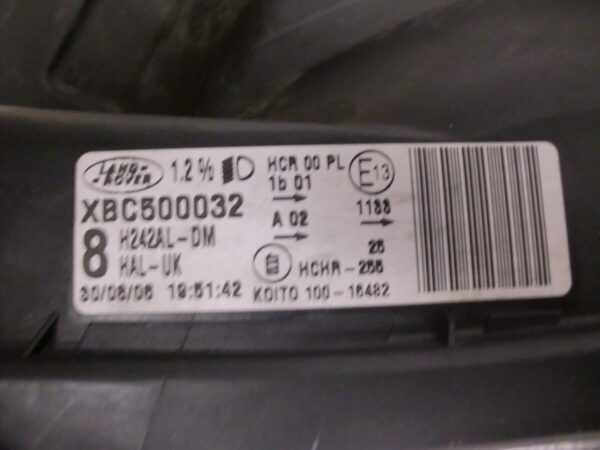 LAND-
-ROVER
1.2%
HCR 00 PL
1b 01
E13
XBC500032
A 02
1188
8
H242AL-DM
HAL-UK
25
HCHR-255
30/08/06 19:51:42
KOITO 100-16482